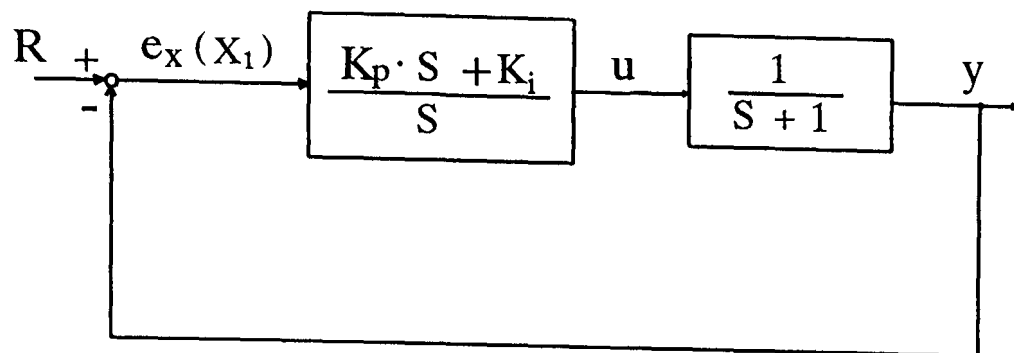 R + e_x (X_1) K_p · S + K_i / S u 1 / S + 1 y
-